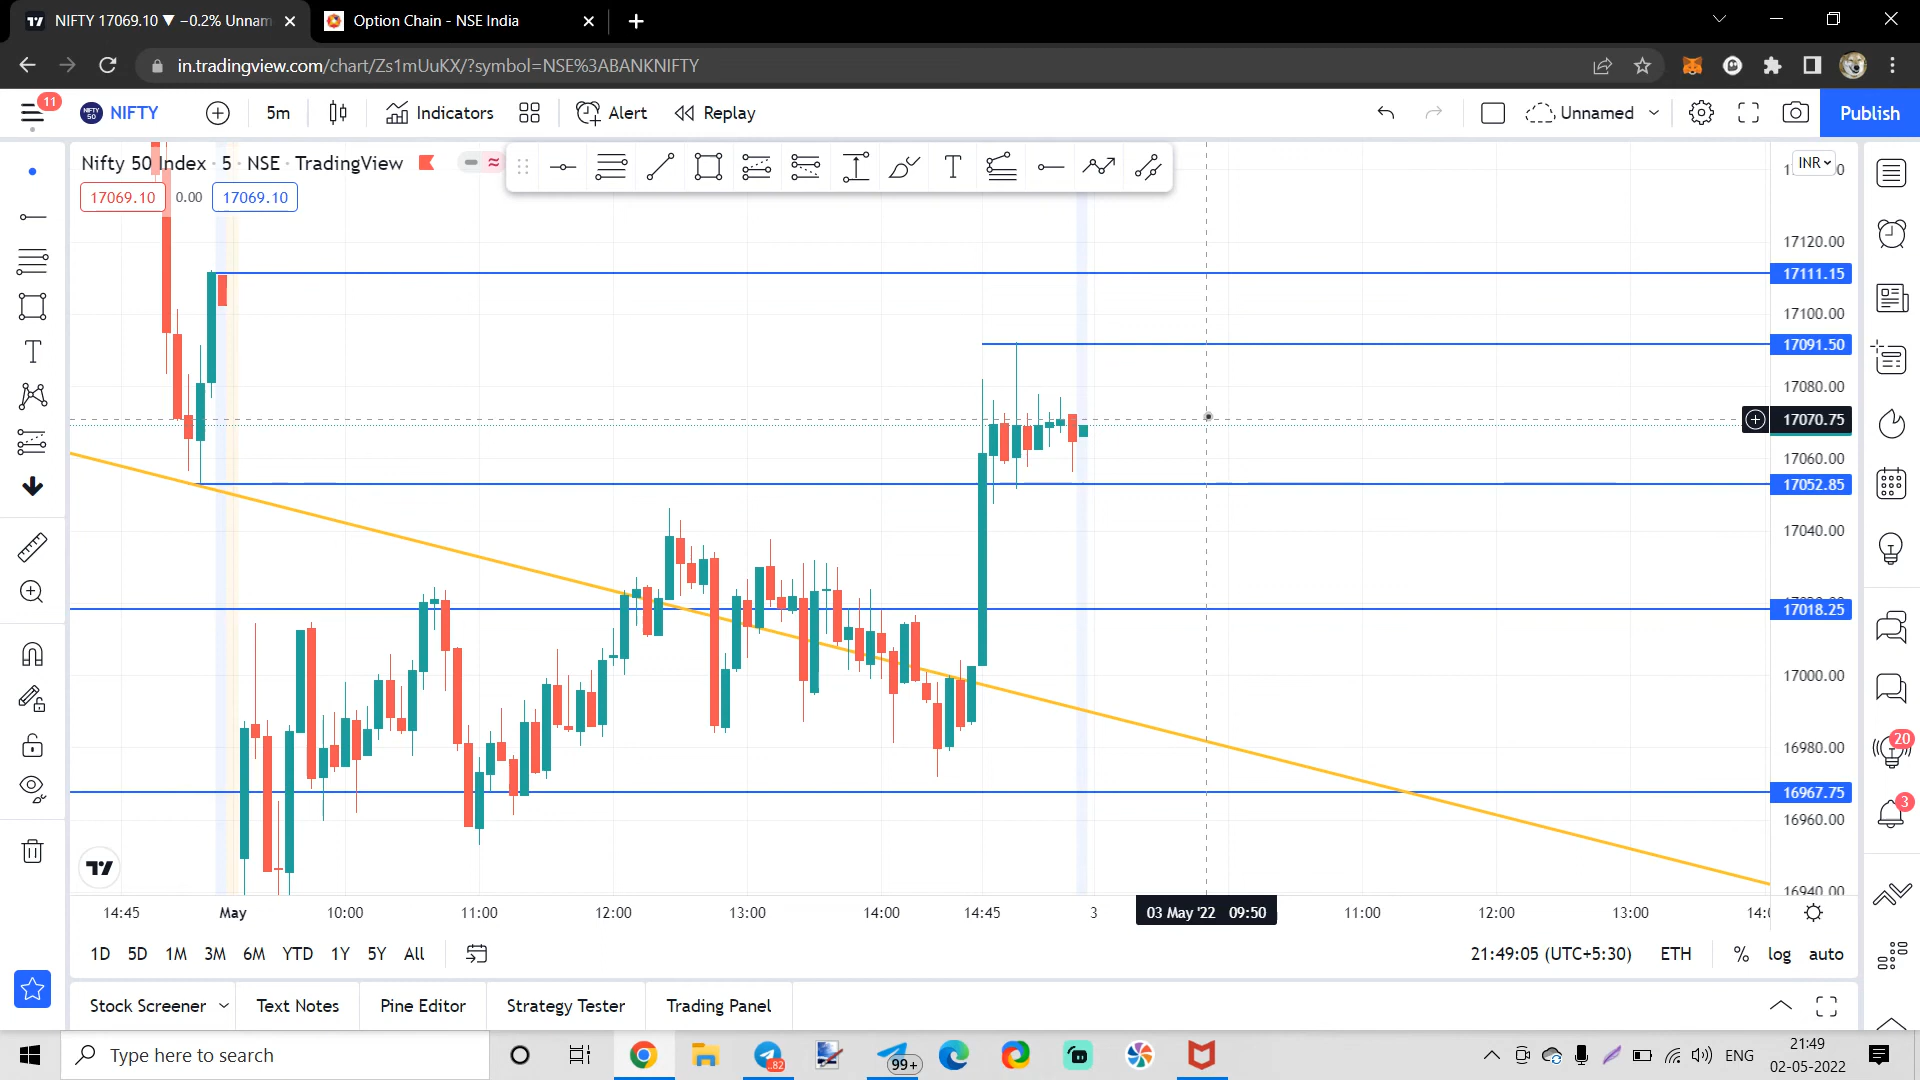 NIFTY 17069.10 ▼ −0.2% Unnam
Option Chain - NSE India
in.tradingview.com/chart/Zs1mUuKX/?symbol=NSE%3ABANKNIFTY
11
NIFTY
5m
Indicators
Alert
Replay
Unnamed
Publish
Nifty 50 Index · 5 · NSE · TradingView
INR
17069.10
0.00
17069.10
17120.00
17111.15
17100.00
17091.50
17080.00
17070.75
17060.00
17052.85
17040.00
17018.25
17000.00
16980.00
16967.75
16960.00
16940.00
20
3
14:45
May
10:00
11:00
12:00
13:00
14:00
14:45
3
03 May '22 09:50
11:00
12:00
13:00
1D
5D
1M
3M
6M
YTD
1Y
5Y
All
21:49:05 (UTC+5:30)
ETH
%
log
auto
Stock Screener
Text Notes
Pine Editor
Strategy Tester
Trading Panel
Type here to search
82
99+
ENG
21:49
02-05-2022